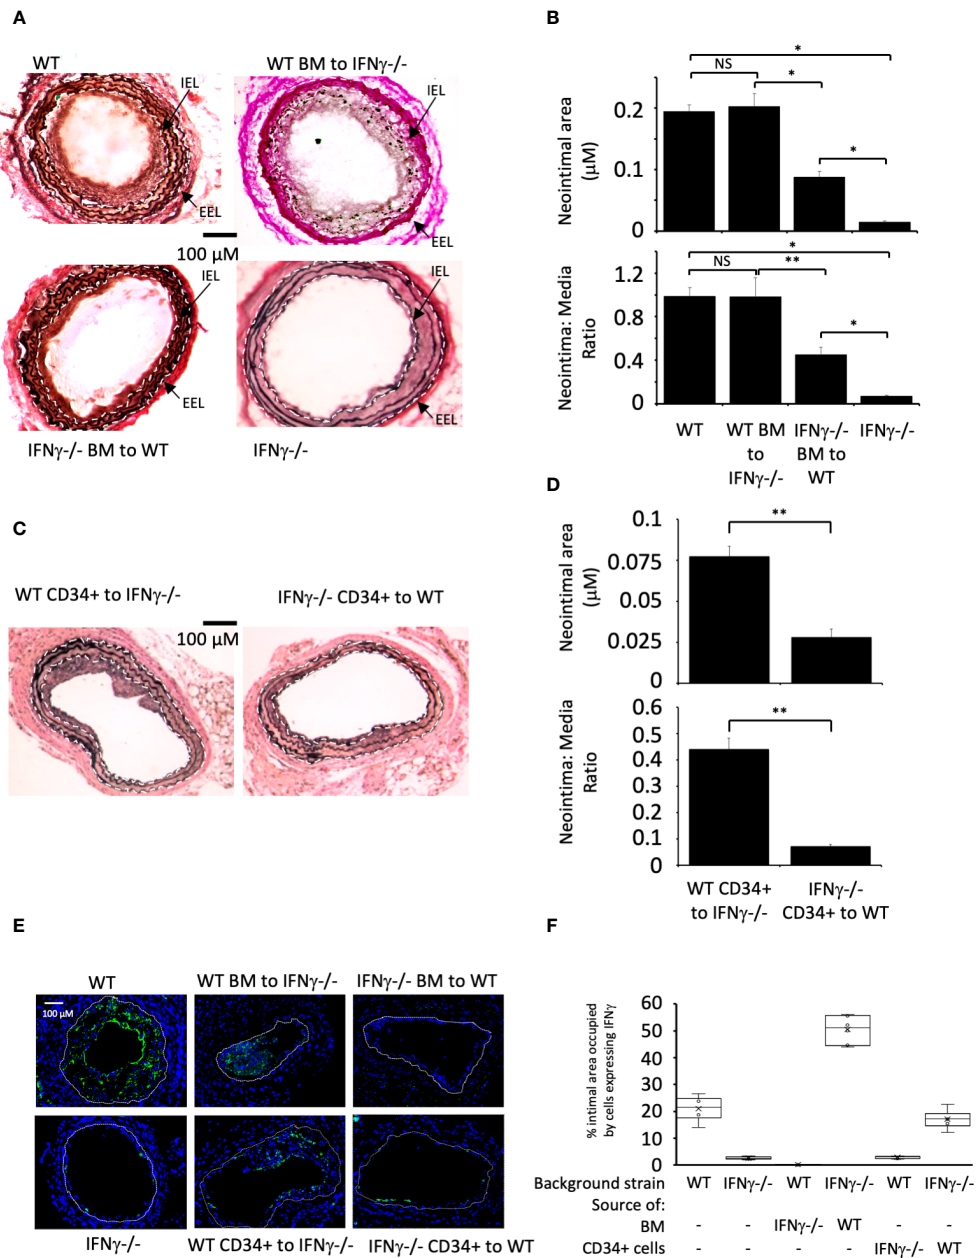 A
WT
IEL
EEL
WT BM to IFNγ-/-
IEL
EEL
100 µM
IEL
EEL
IFNγ-/- BM to WT
IEL
EEL
IFNγ-/-
B
*
NS
*
*
Neointimal area
(µM)
0.2
0.1
0
*
NS
**
*
Neointima: Media
Ratio
1.2
0.8
0.4
0
WT
WT BM
to
IFNγ-/-
IFNγ-/-
BM to
WT
IFNγ-/-
C
WT CD34+ to IFNγ-/-
100 µM
IFNγ-/- CD34+ to WT
D
**
Neointimal area
(µM)
0.1
0.075
0.05
0.025
0
**
Neointima: Media
Ratio
0.6
0.5
0.4
0.3
0.2
0.1
0
WT CD34+
to IFNγ-/-
IFNγ-/-
CD34+ to WT
E
WT
WT BM to IFNγ-/-
IFNγ-/- BM to WT
100 µM
IFNγ-/-
WT CD34+ to IFNγ-/-
IFNγ-/- CD34+ to WT
F
% intimal area occupied
by cells expressing IFNγ
60
50
40
30
20
10
0
Background strain WT IFNγ-/- WT IFNγ-/- WT IFNγ-/-
Source of:
BM - - IFNγ-/- WT - -
CD34+ cells - - - - IFNγ-/- WT